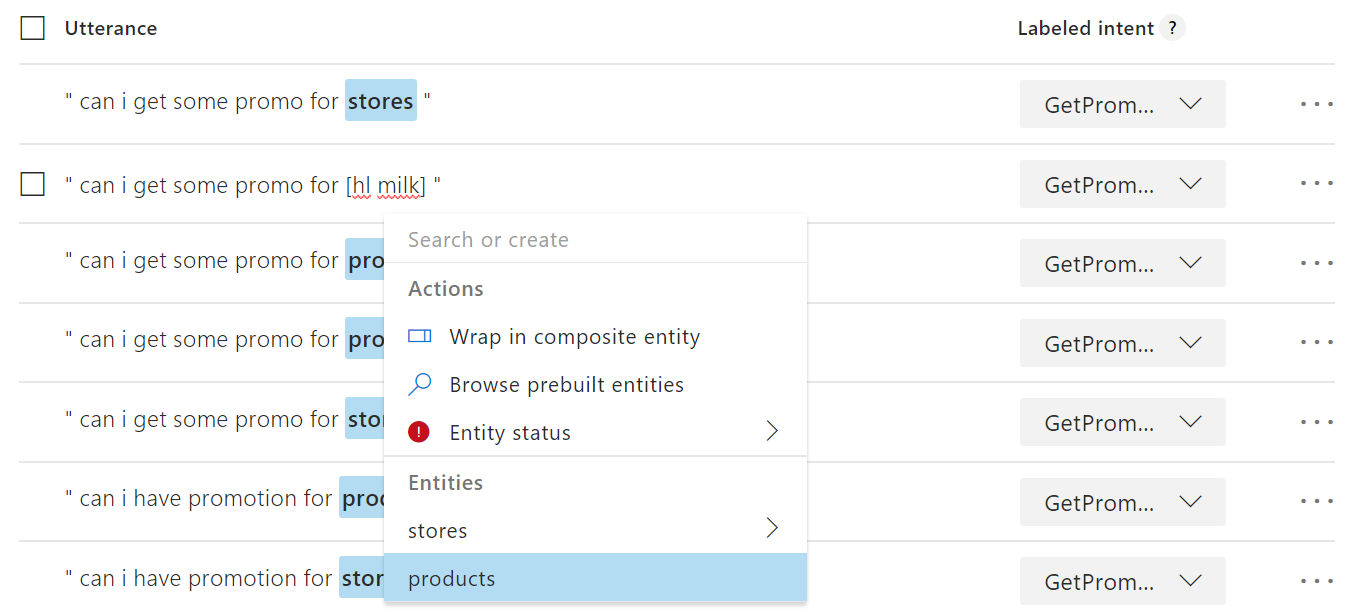 Utterance Labeled intent ?
" can i get some promo for stores " GetProm... ...
" can i get some promo for [hl milk] " GetProm... ...
Search or create
" can i get some promo for pro GetProm... ...
Actions
" can i get some promo for pro Wrap in composite entity GetProm... ...
Browse prebuilt entities
" can i get some promo for sto GetProm... ...
! Entity status
Entities
" can i have promotion for prod GetProm... ...
stores
" can i have promotion for stor products GetProm... ...